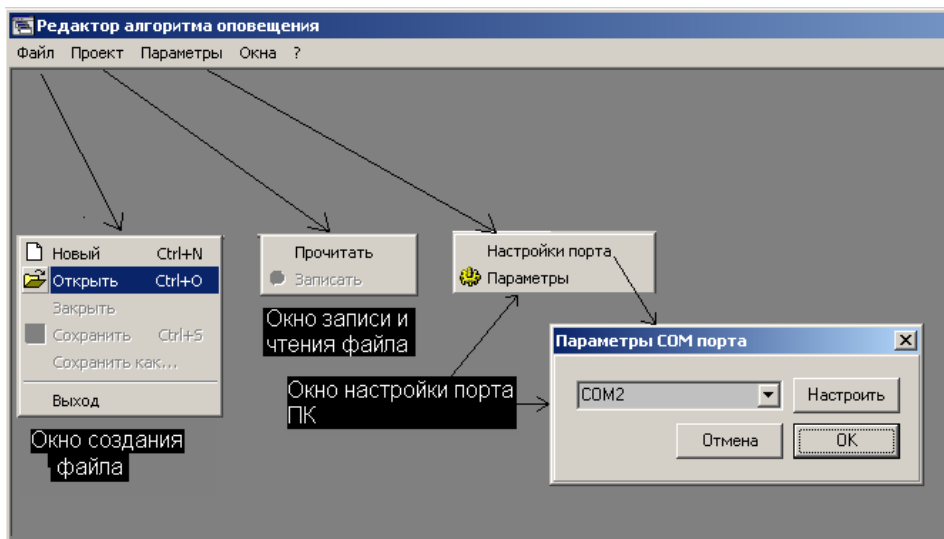 Редактор алгоритма оповещения
Файл Проект Параметры Окна ?
Новый Ctrl+N
Открыть Ctrl+O
Закрыть
Сохранить Ctrl+S
Сохранить как...
Выход
Окно создания
файла
Прочитать
Записать
Окно записи и
чтения файла
Настройки порта
Параметры
Окно настройки порта
ПК
Параметры COM порта
COM2
Настроить
Отмена
OK